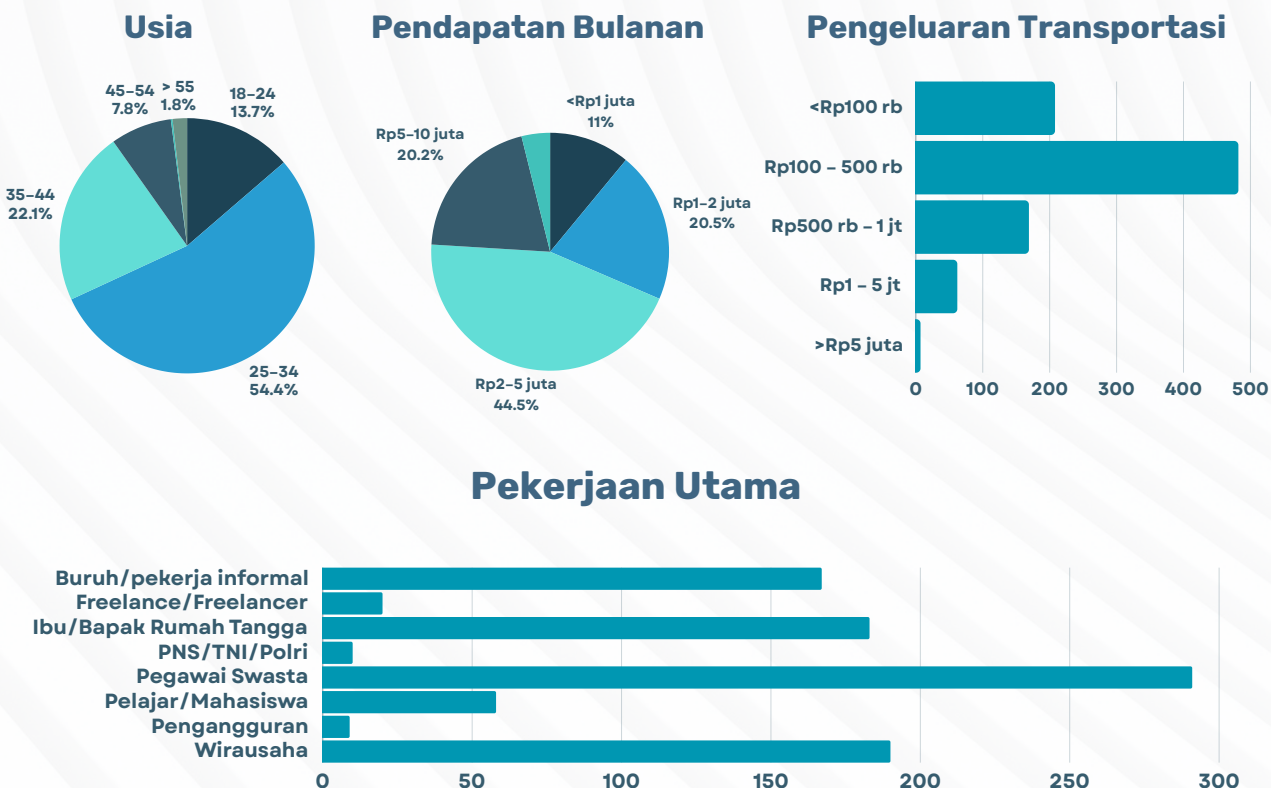 Usia
45–54
7.8%
> 55
1.8%
18–24
13.7%
35–44
22.1%
25–34
54.4%
Pendapatan Bulanan
<Rp1 juta
11%
Rp5–10 juta
20.2%
Rp1–2 juta
20.5%
Rp2–5 juta
44.5%
Pengeluaran Transportasi
<Rp100 rb
Rp100 – 500 rb
Rp500 rb – 1 jt
Rp1 – 5 jt
>Rp5 juta
0 100 200 300 400 500
Pekerjaan Utama
Buruh/pekerja informal
Freelance/Freelancer
Ibu/Bapak Rumah Tangga
PNS/TNI/Polri
Pegawai Swasta
Pelajar/Mahasiswa
Pengangguran
Wirausaha
0 50 100 150 200 250 300